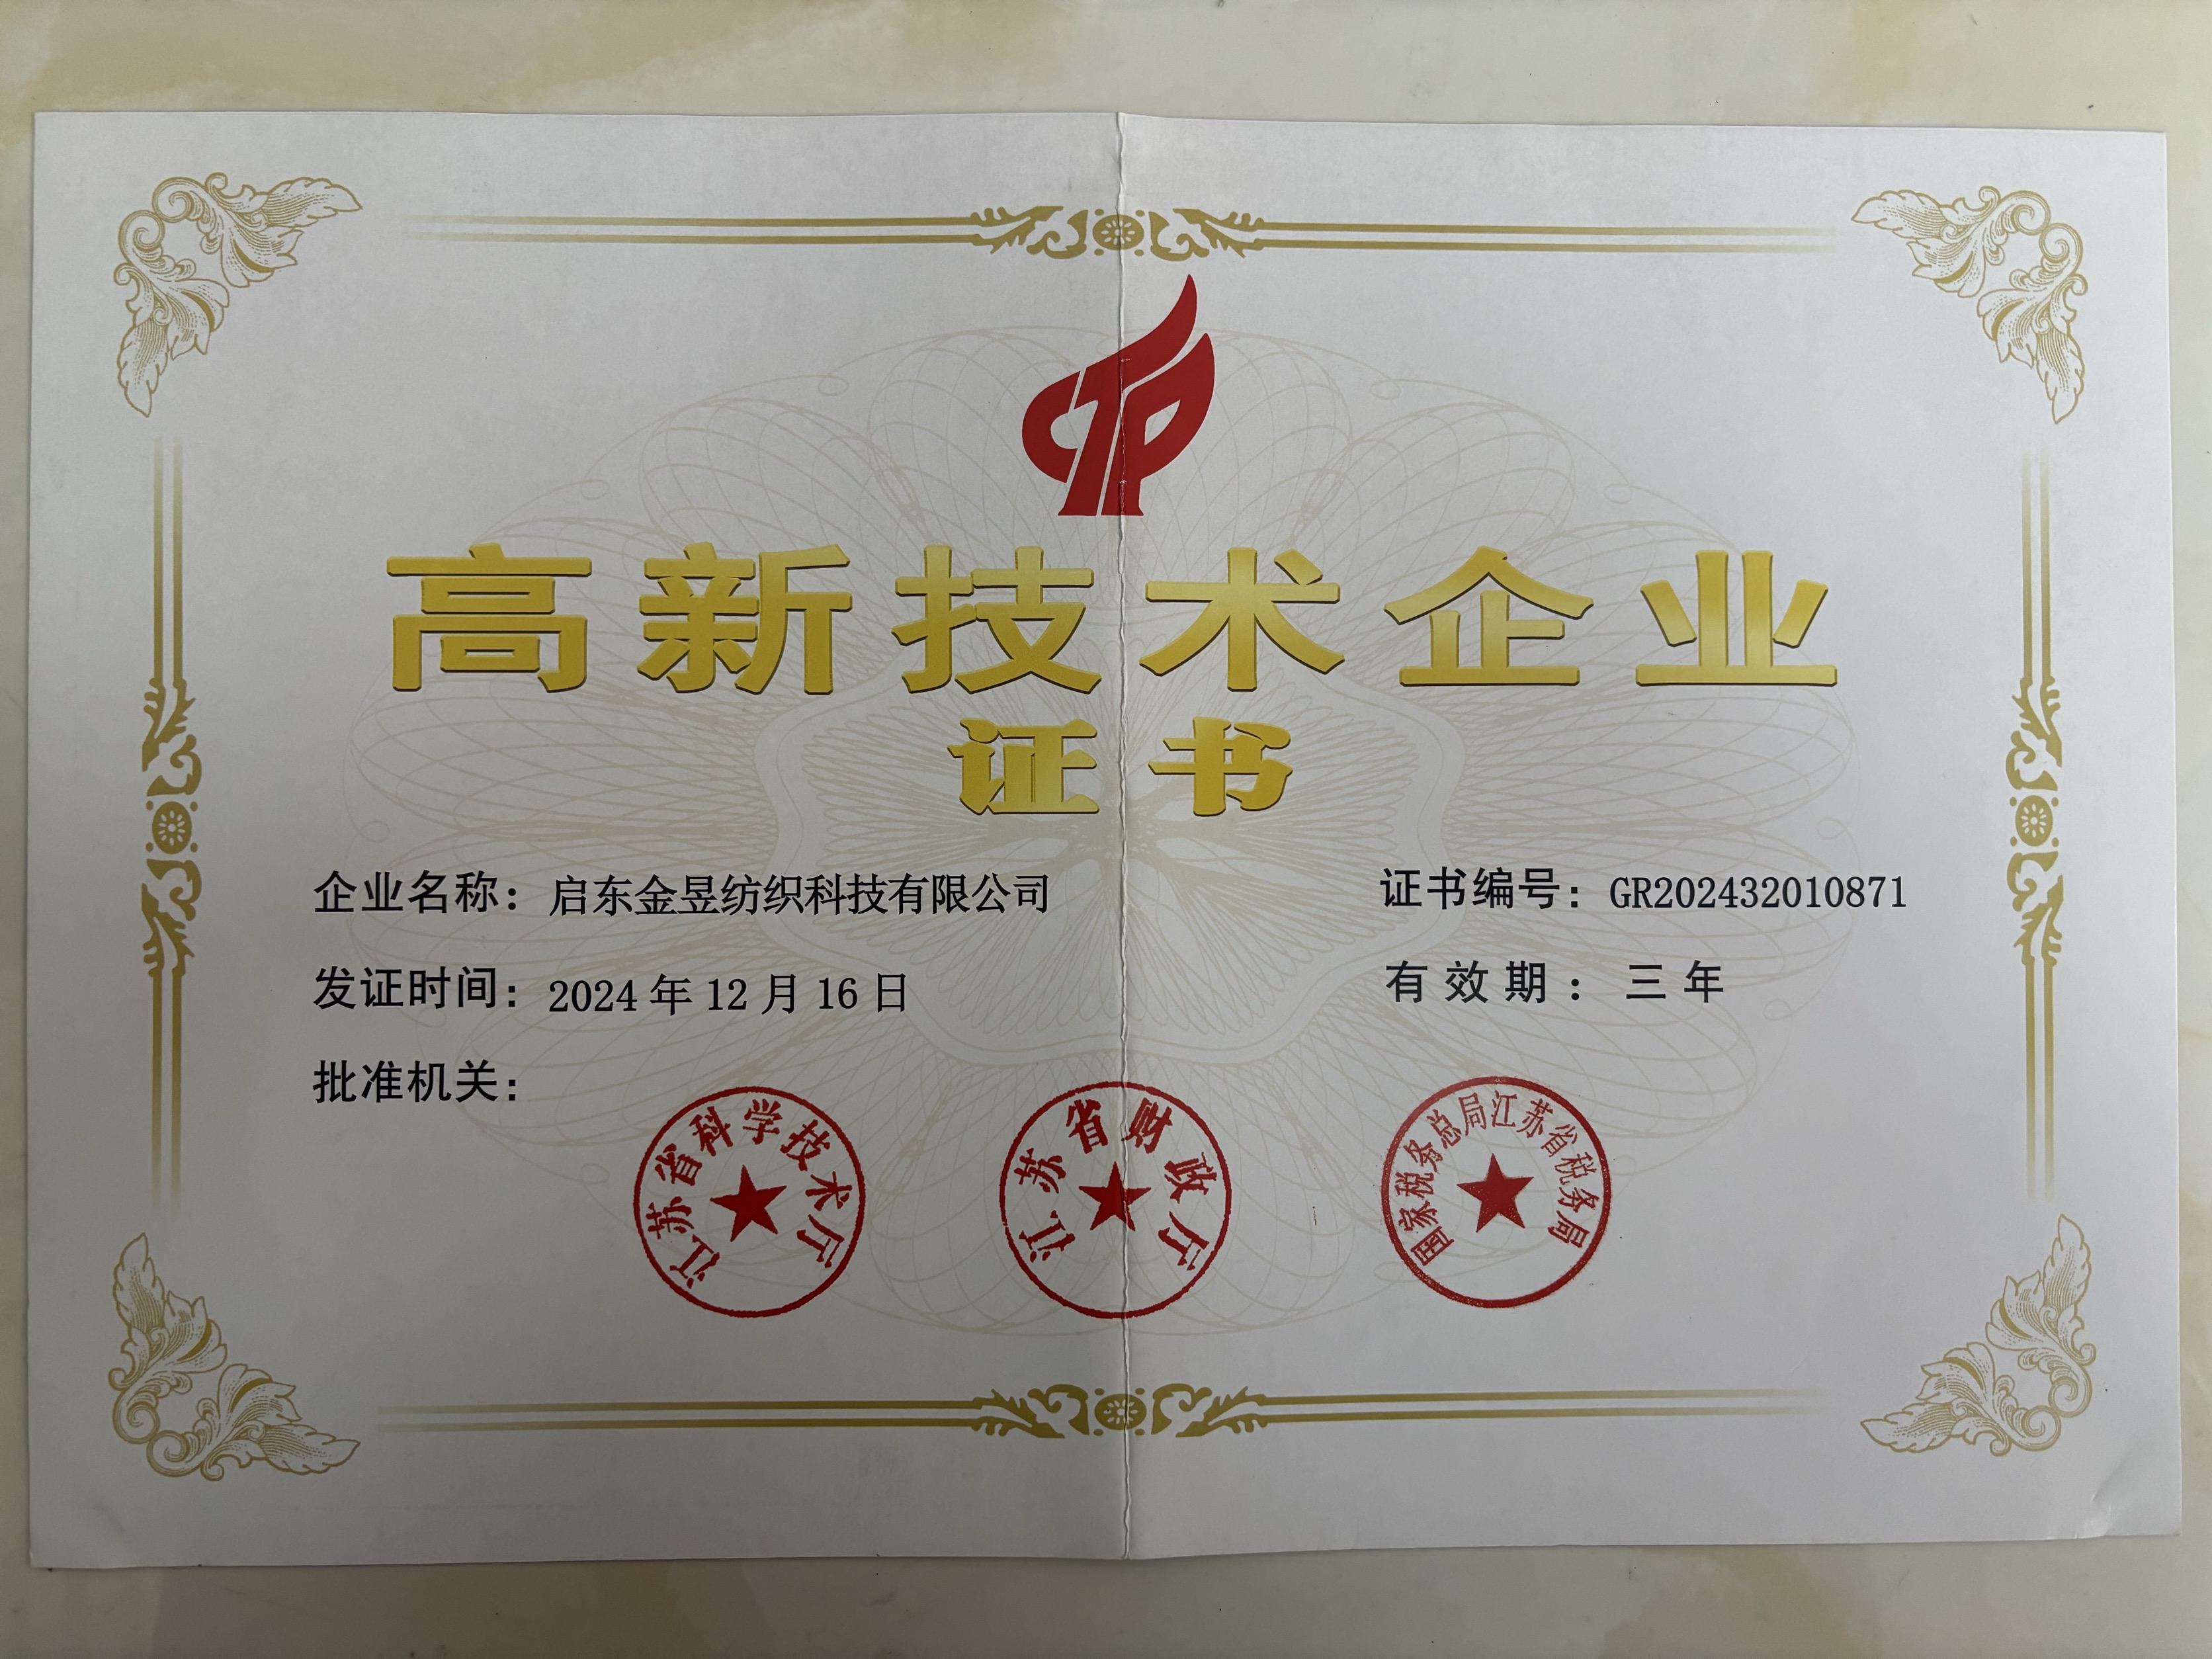 高新技术企业
证书
企业名称：启东金昱纺织科技有限公司
证书编号：GR202432010871
发证时间：2024年12月16日
有效期：三年
批准机关：
江苏省科学技术厅
江苏省财政厅
国家税务总局江苏省税务局